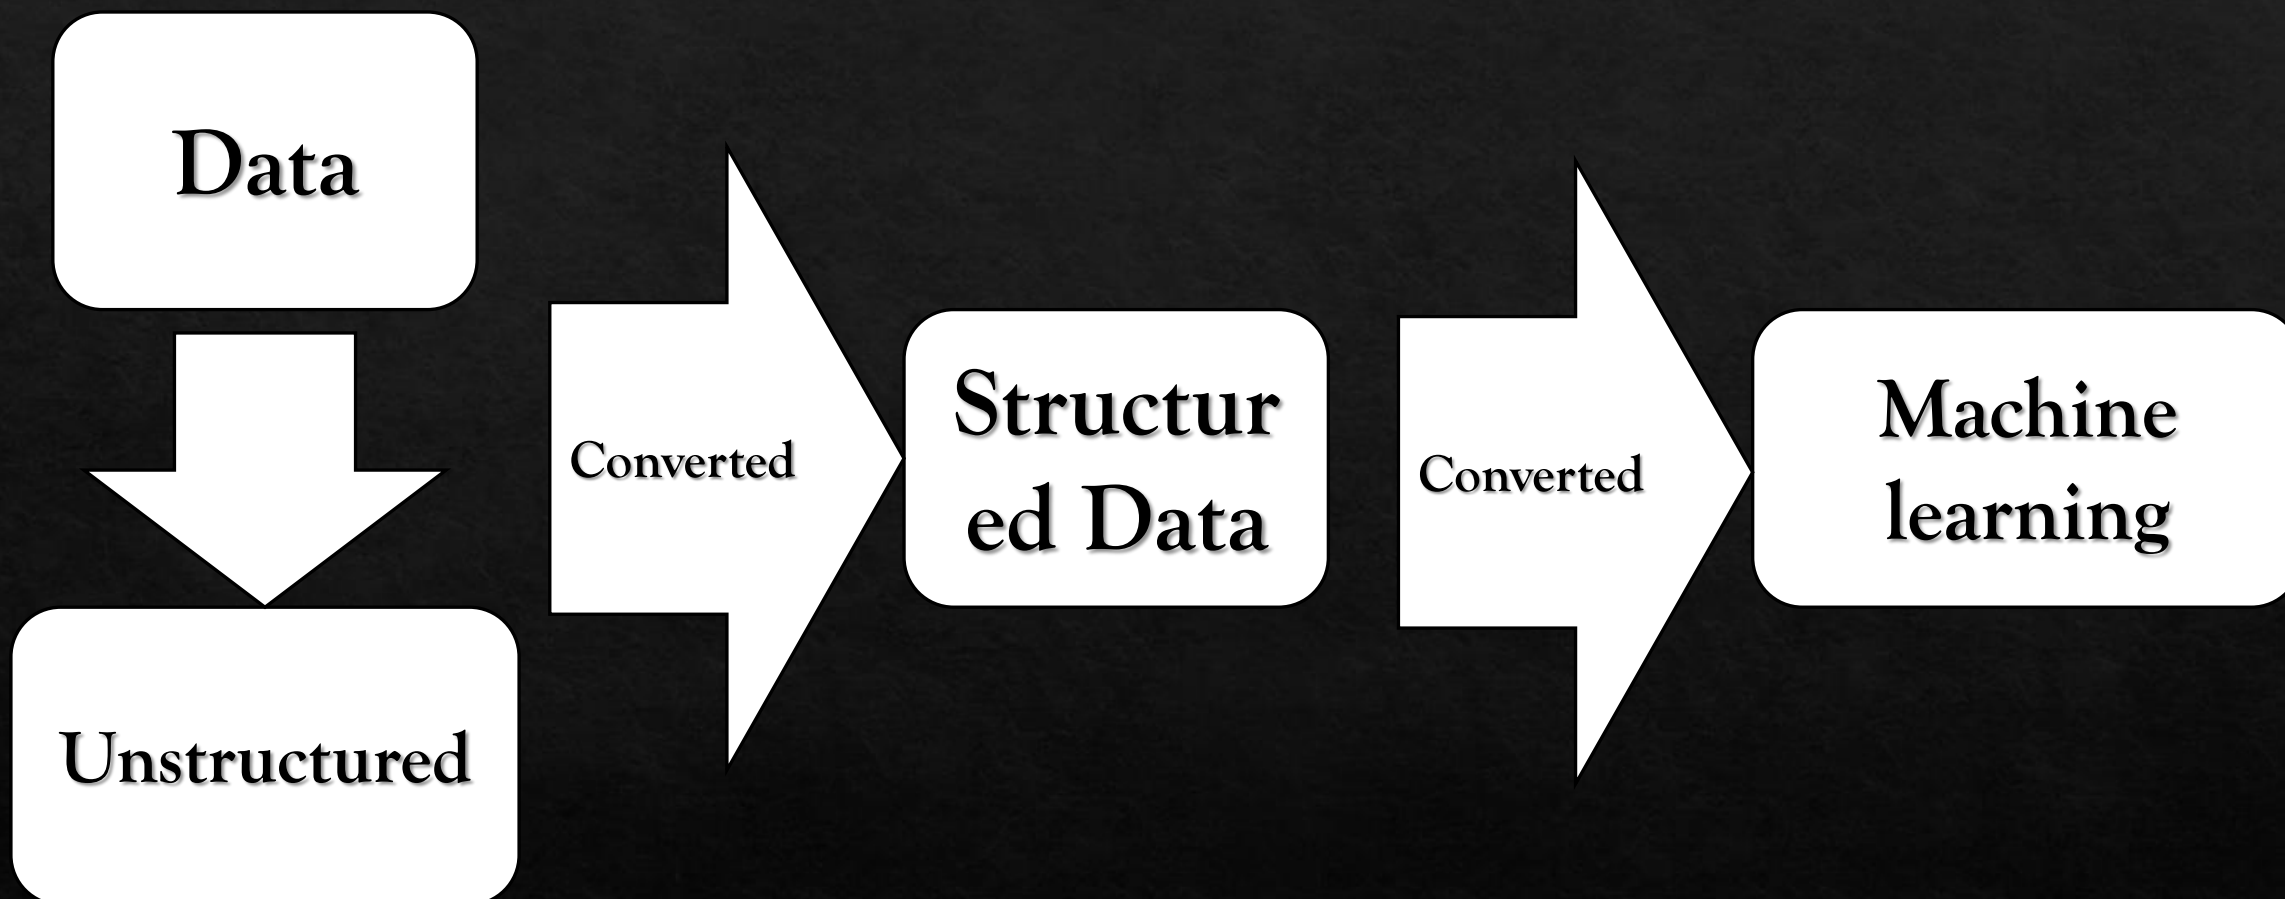 Data
Unstructured
Converted
Structur
ed Data
Converted
Machine
learning